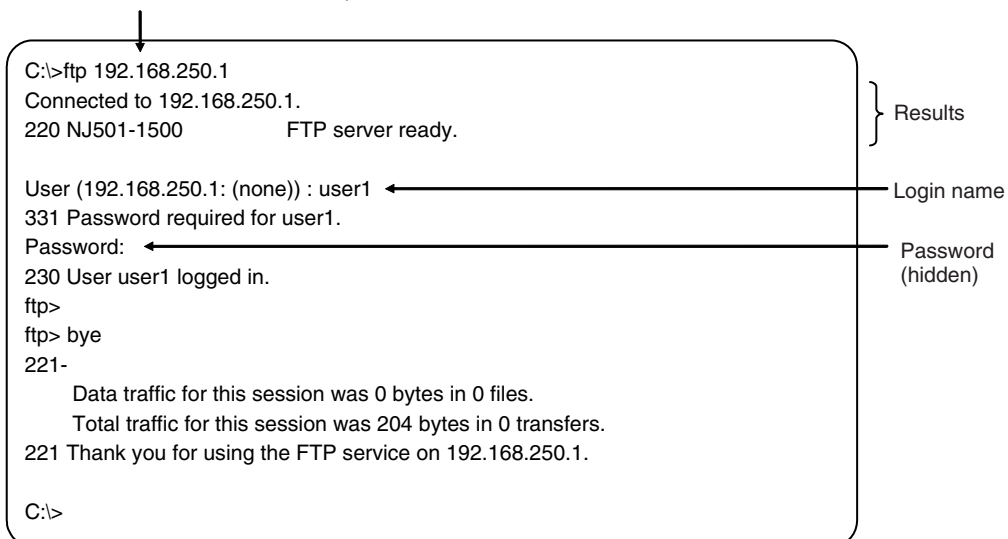 C:\>ftp 192.168.250.1
Connected to 192.168.250.1.
220 NJ501-1500 FTP server ready.
Results
User (192.168.250.1: (none)) : user1
Login name
331 Password required for user1.
Password:
Password
(hidden)
230 User user1 logged in.
ftp>
ftp> bye
221-
Data traffic for this session was 0 bytes in 0 files.
Total traffic for this session was 204 bytes in 0 transfers.
221 Thank you for using the FTP service on 192.168.250.1.
C:\>